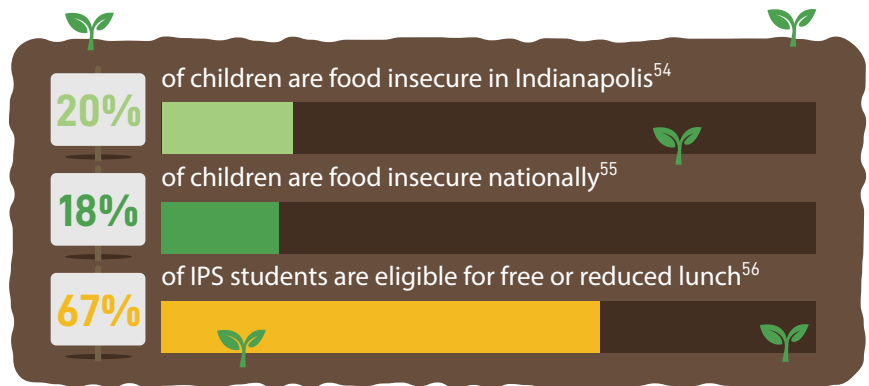 20%
of children are food insecure in Indianapolis54
18%
of children are food insecure nationally55
67%
of IPS students are eligible for free or reduced lunch56